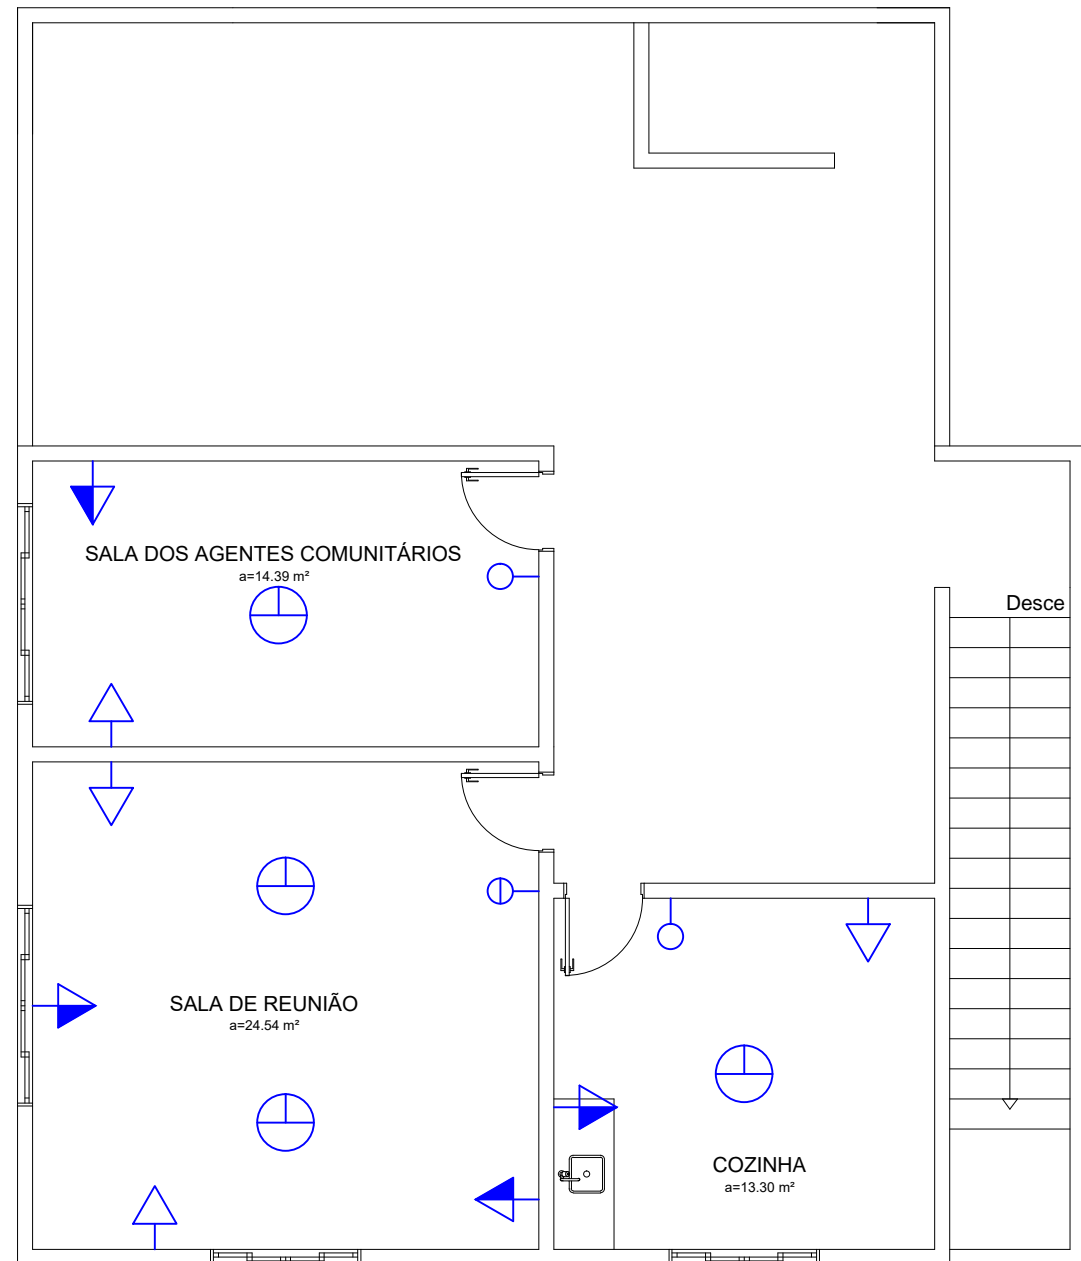 SALA DOS AGENTES COMUNITÁRIOS
a=14.39 m²
Desce
SALA DE REUNIÃO
a=24.54 m²
COZINHA
a=13.30 m²